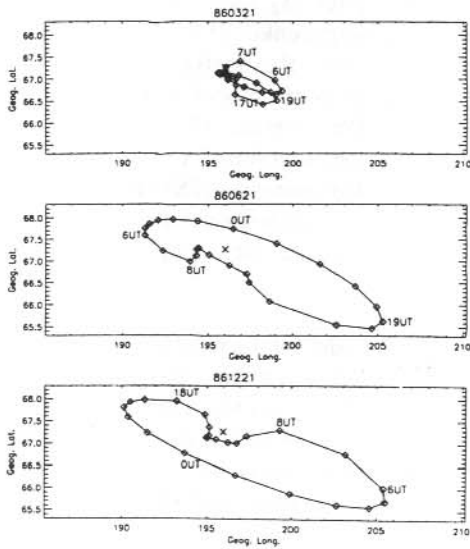 860321
68.0
67.5
67.0
66.5
66.0
65.5
Geog. Lat.
7UT
6UT
17UT
19UT
190
195
200
205
210
Geog. Long.
860621
68.0
67.5
67.0
66.5
66.0
65.5
Geog. Lat.
0UT
6UT
8UT
19UT
190
195
200
205
210
Geog. Long.
861221
68.0
67.5
67.0
66.5
66.0
65.5
Geog. Lat.
18UT
8UT
0UT
6UT
190
195
200
205
210
Geog. Long.